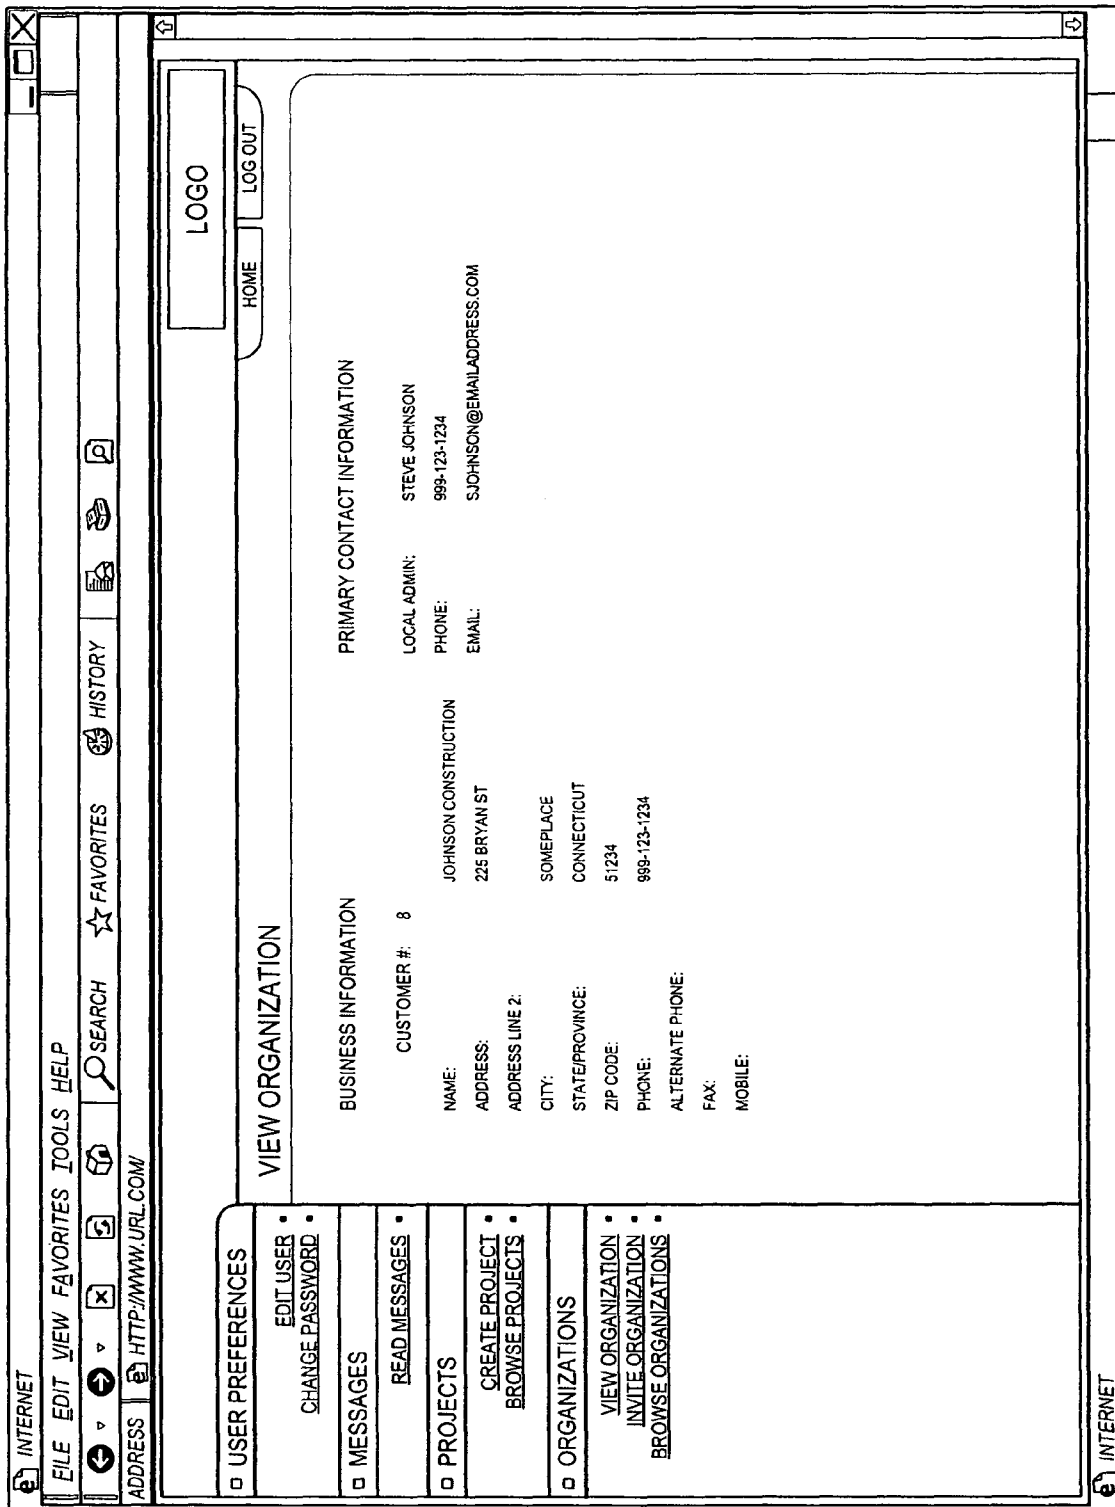 INTERNET
FILE EDIT VIEW FAVORITES TOOLS HELP
SEARCH FAVORITES HISTORY
ADDRESS HTTP://WWW.URL.COM/
LOGO
HOME LOG OUT
USER PREFERENCES
EDIT USER
CHANGE PASSWORD
MESSAGES
READ MESSAGES
PROJECTS
CREATE PROJECT
BROWSE PROJECTS
ORGANIZATIONS
VIEW ORGANIZATION
INVITE ORGANIZATION
BROWSE ORGANIZATIONS
VIEW ORGANIZATION
BUSINESS INFORMATION
CUSTOMER #: 8
NAME: JOHNSON CONSTRUCTION
ADDRESS: 225 BRYAN ST
ADDRESS LINE 2:
CITY: SOMEPLACE
STATE/PROVINCE: CONNECTICUT
ZIP CODE: 51234
PHONE: 999-123-1234
ALTERNATE PHONE:
FAX:
MOBILE:
PRIMARY CONTACT INFORMATION
LOCAL ADMIN: STEVE JOHNSON
PHONE: 999-123-1234
EMAIL: SJOHNSON@EMAILADDRESS.COM
INTERNET